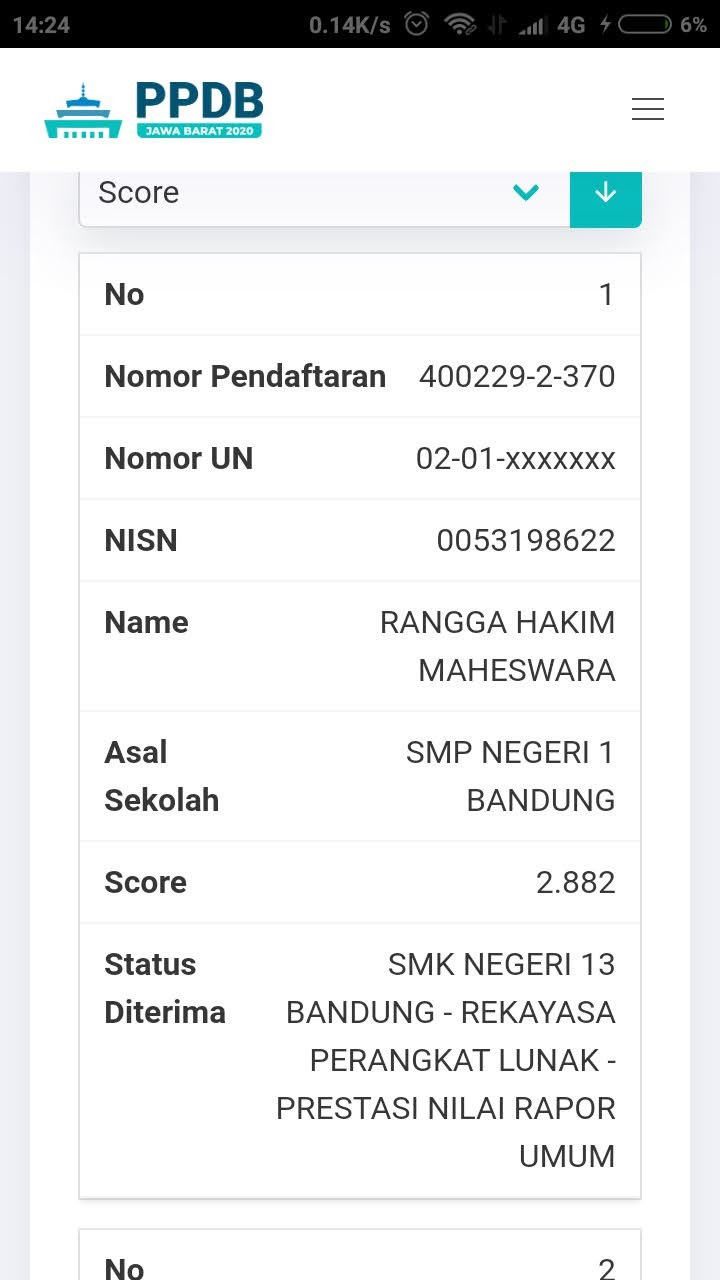 14:24 0.14K/s 4G 6%
PPDB
JAWA BARAT 2020
Score
No 1
Nomor Pendaftaran 400229-2-370
Nomor UN 02-01-xxxxxxx
NISN 0053198622
Name RANGGA HAKIM
MAHESWARA
Asal SMP NEGERI 1
Sekolah BANDUNG
Score 2.882
Status SMK NEGERI 13
Diterima BANDUNG - REKAYASA
PERANGKAT LUNAK -
PRESTASI NILAI RAPOR
UMUM
No 2